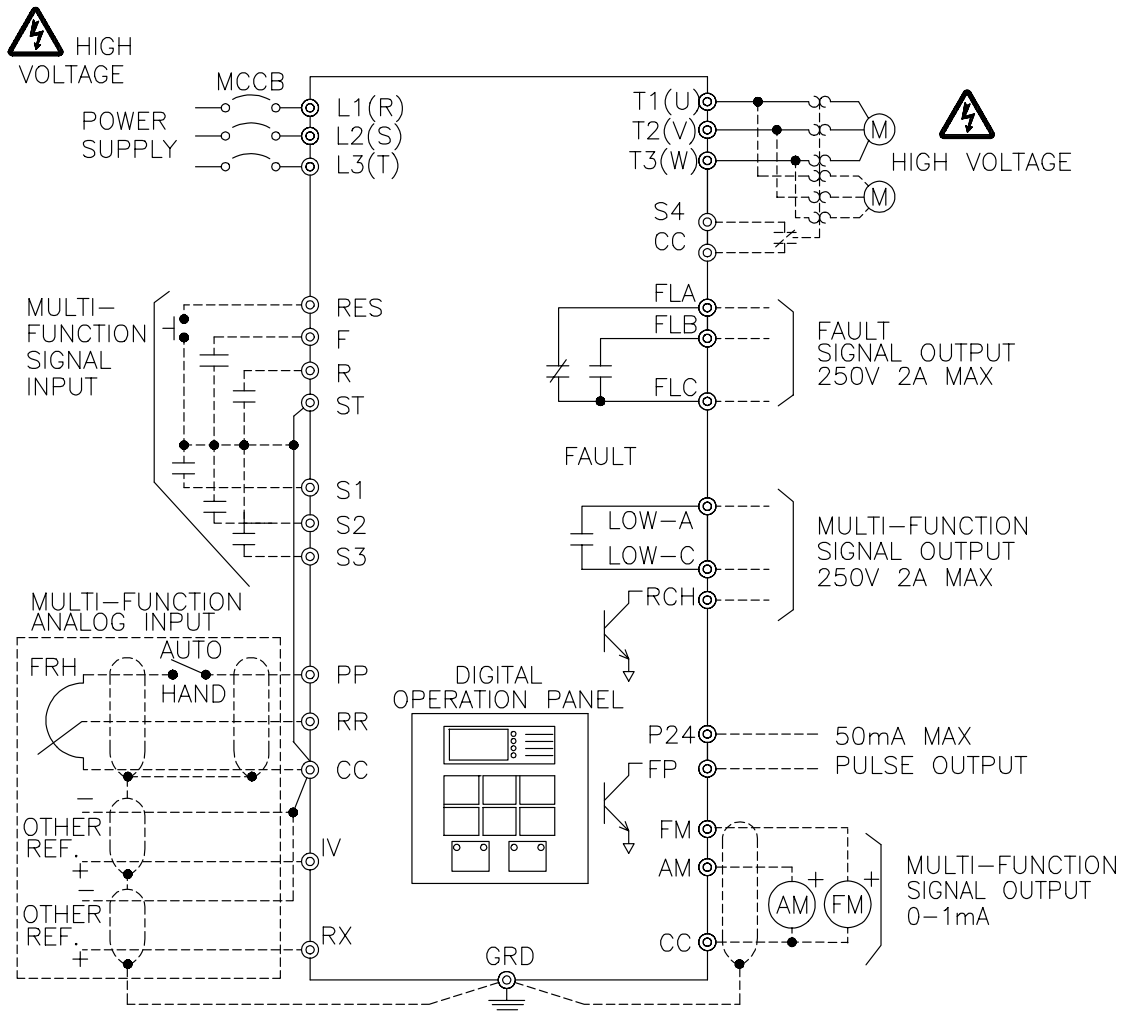 HIGH
VOLTAGE
MCCB
POWER
SUPPLY
L1(R)
L2(S)
L3(T)
T1(U)
T2(V)
T3(W)
M
M
HIGH VOLTAGE
S4
CC
MULTI-
FUNCTION
SIGNAL
INPUT
RES
F
R
ST
S1
S2
S3
FLA
FLB
FLC
FAULT
SIGNAL OUTPUT
250V 2A MAX
FAULT
LOW-A
LOW-C
RCH
MULTI-FUNCTION
SIGNAL OUTPUT
250V 2A MAX
MULTI-FUNCTION
ANALOG INPUT
AUTO
FRH
HAND
PP
RR
CC
−
OTHER
REF.
+
IV
−
OTHER
REF.
+
RX
DIGITAL
OPERATION PANEL
P24
50mA MAX
FP
PULSE OUTPUT
FM
AM
CC
AM
+
FM
+
MULTI-FUNCTION
SIGNAL OUTPUT
0-1mA
GRD